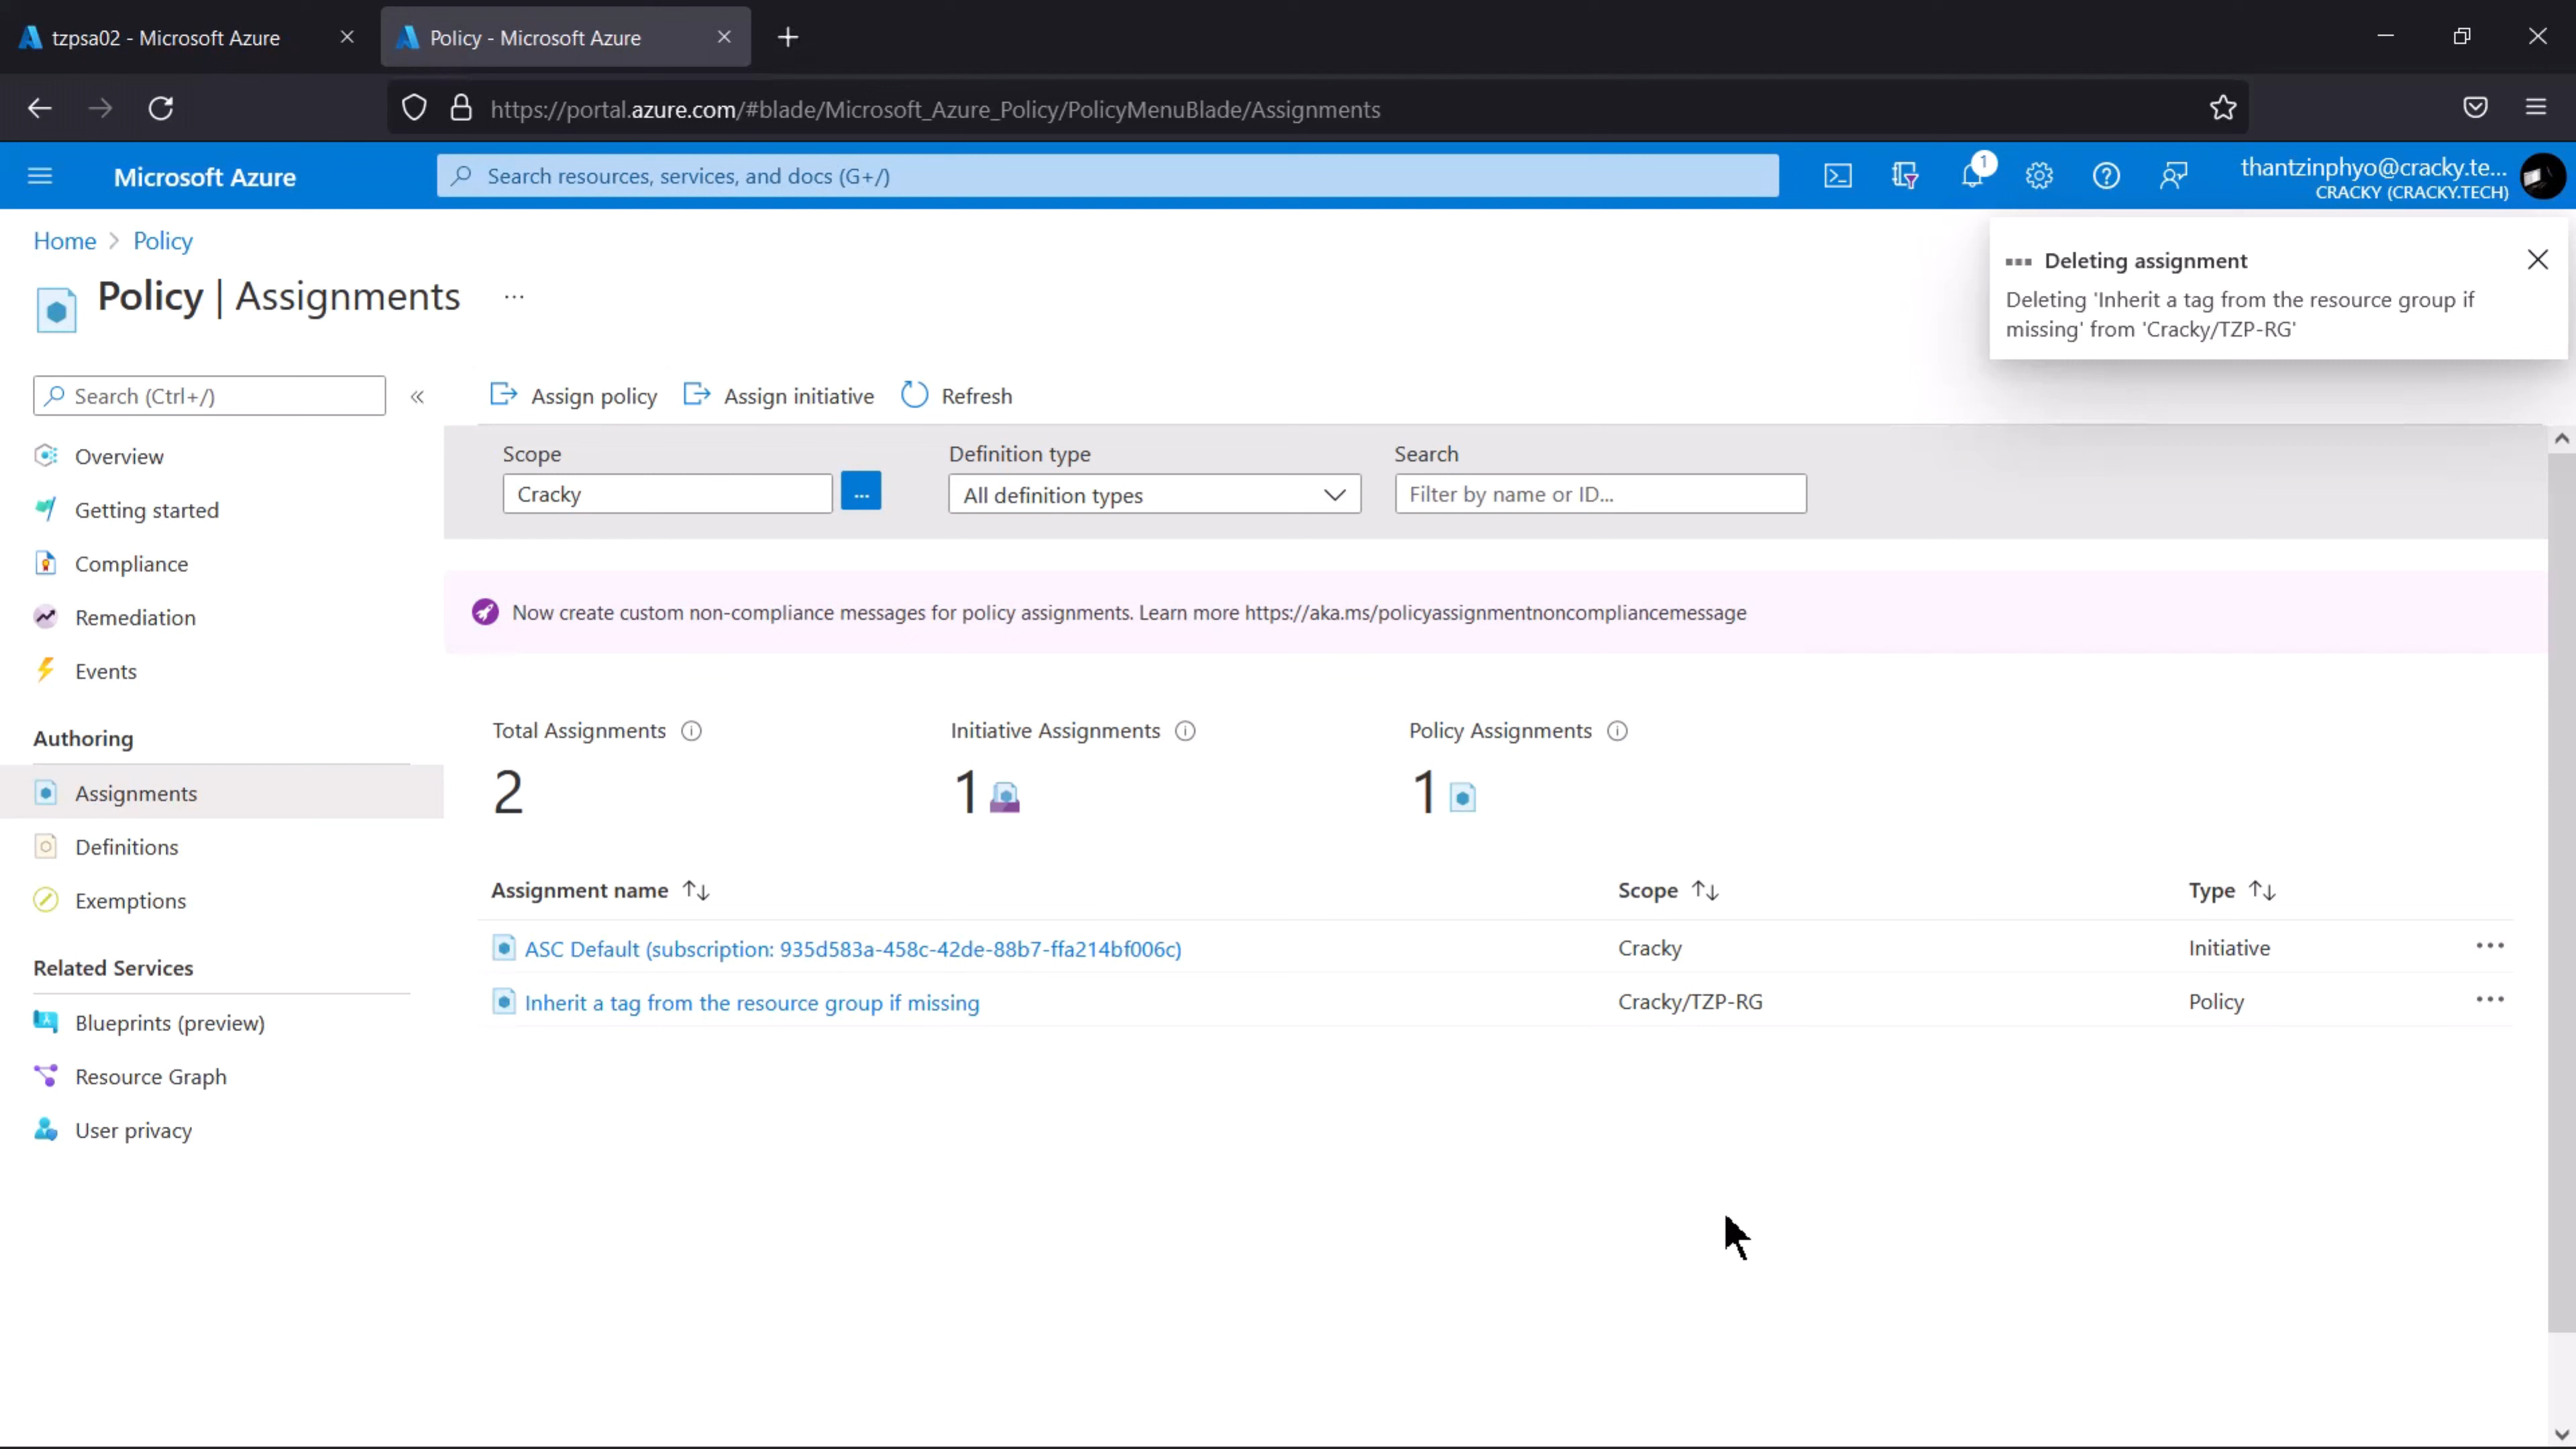 tzpsa02 - Microsoft Azure
Policy - Microsoft Azure
https://portal.azure.com/#blade/Microsoft_Azure_Policy/PolicyMenuBlade/Assignments
Microsoft Azure
Search resources, services, and docs (G+/)
1
thantzinphyo@cracky.te...
CRACKY (CRACKY.TECH)
Home > Policy
Policy | Assignments ...
Deleting assignment
Deleting 'Inherit a tag from the resource group if
missing' from 'Cracky/TZP-RG'
Search (Ctrl+/)
«
Assign policy
Assign initiative
Refresh
Overview
Getting started
Compliance
Remediation
Events
Authoring
Assignments
Definitions
Exemptions
Related Services
Blueprints (preview)
Resource Graph
User privacy
Scope
Cracky
...
Definition type
All definition types
Search
Filter by name or ID...
Now create custom non-compliance messages for policy assignments. Learn more https://aka.ms/policyassignmentnoncompliancemessage
Total Assignments
2
Initiative Assignments
1
Policy Assignments
1
Assignment name ↑↓ Scope ↑↓ Type ↑↓
ASC Default (subscription: 935d583a-458c-42de-88b7-ffa214bf006c) Cracky Initiative ...
Inherit a tag from the resource group if missing Cracky/TZP-RG Policy ...